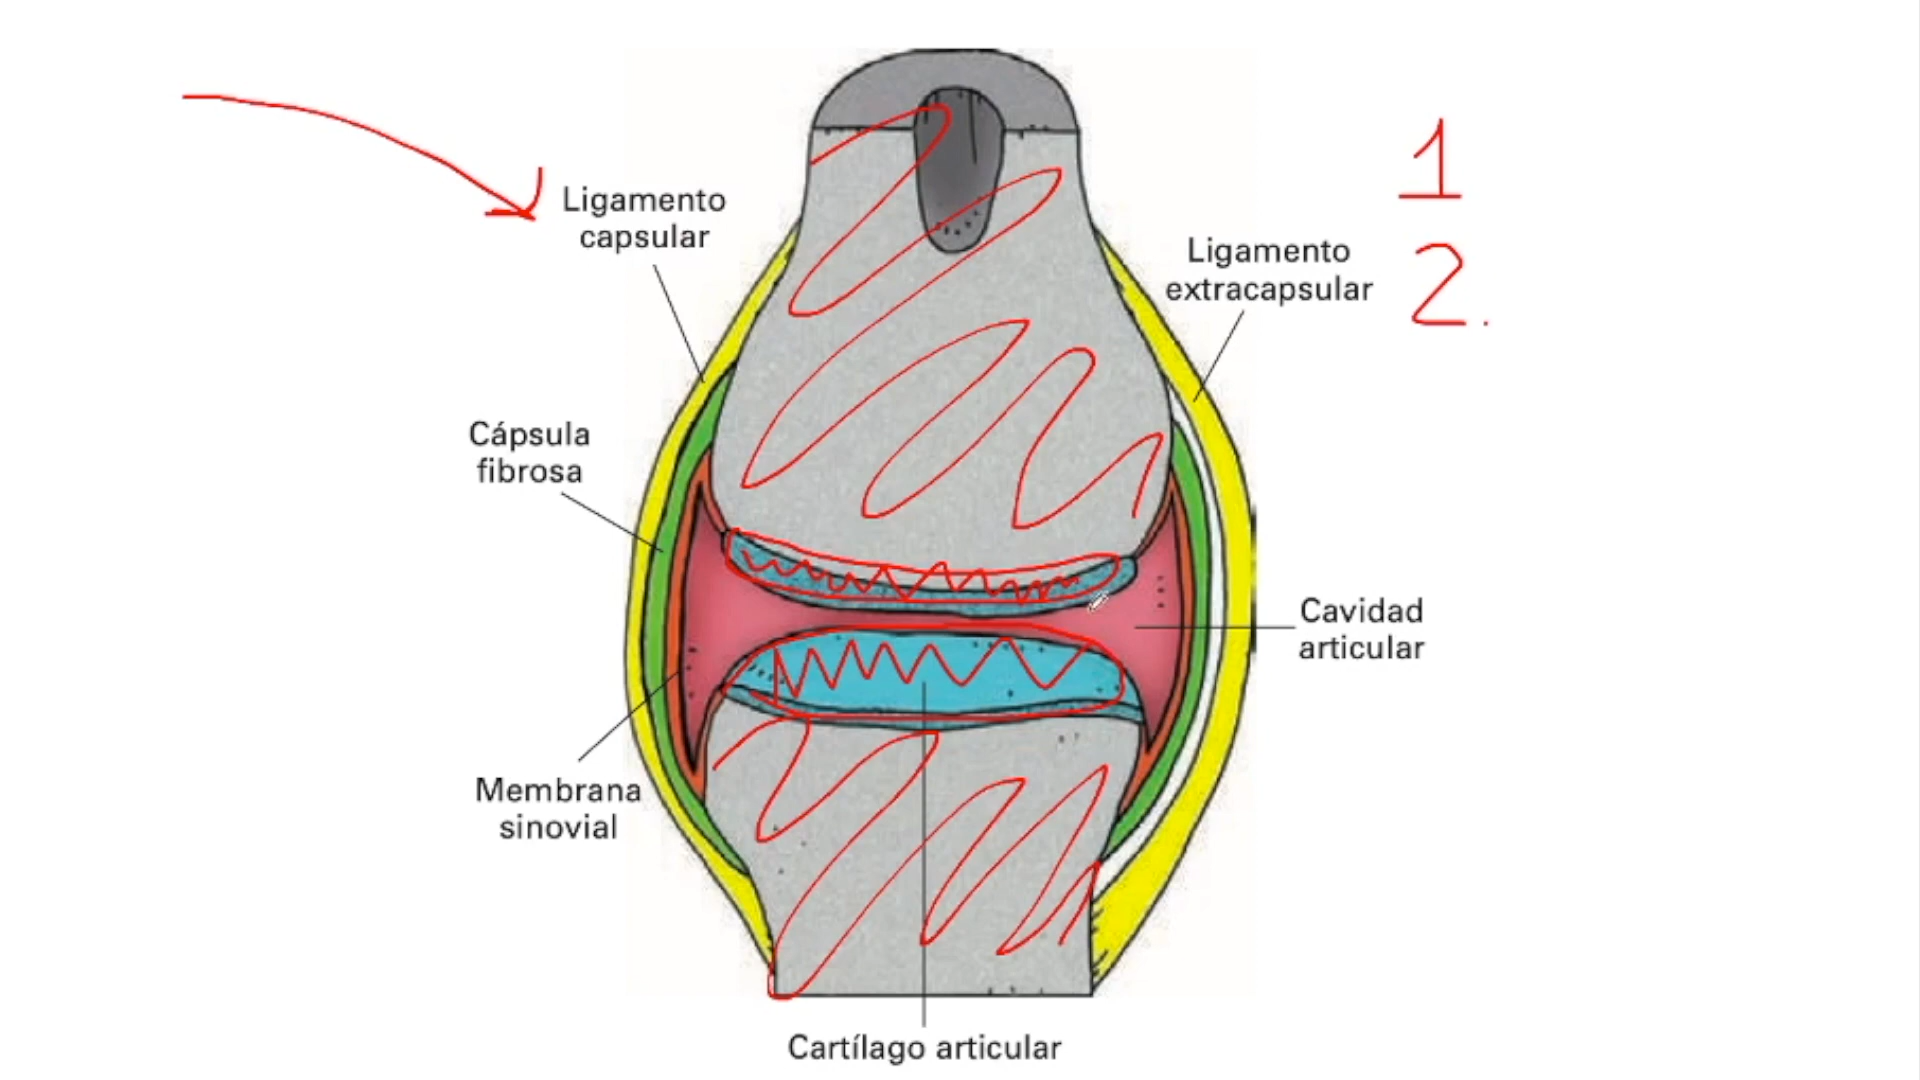 Ligamento
capsular
1
Ligamento
extracapsular
2.
Cápsula
fibrosa
Cavidad
articular
Membrana
sinovial
Cartílago articular